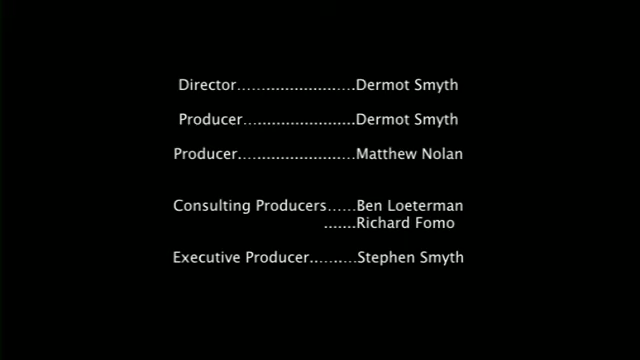 Director......................Dermot Smyth
Producer.....................Dermot Smyth
Producer......................Matthew Nolan
Consulting Producers......Ben Loeterman
.......Richard Fomo
Executive Producer..........Stephen Smyth